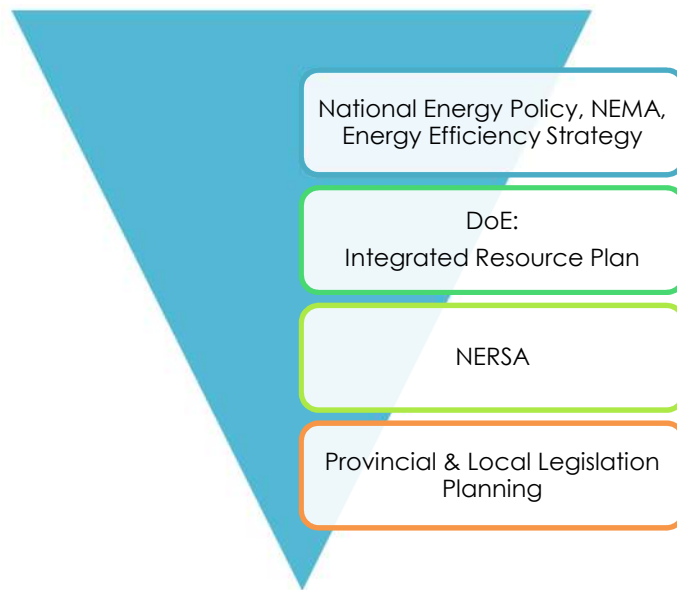 National Energy Policy, NEMA,
Energy Efficiency Strategy
DoE:
Integrated Resource Plan
NERSA
Provincial & Local Legislation
Planning